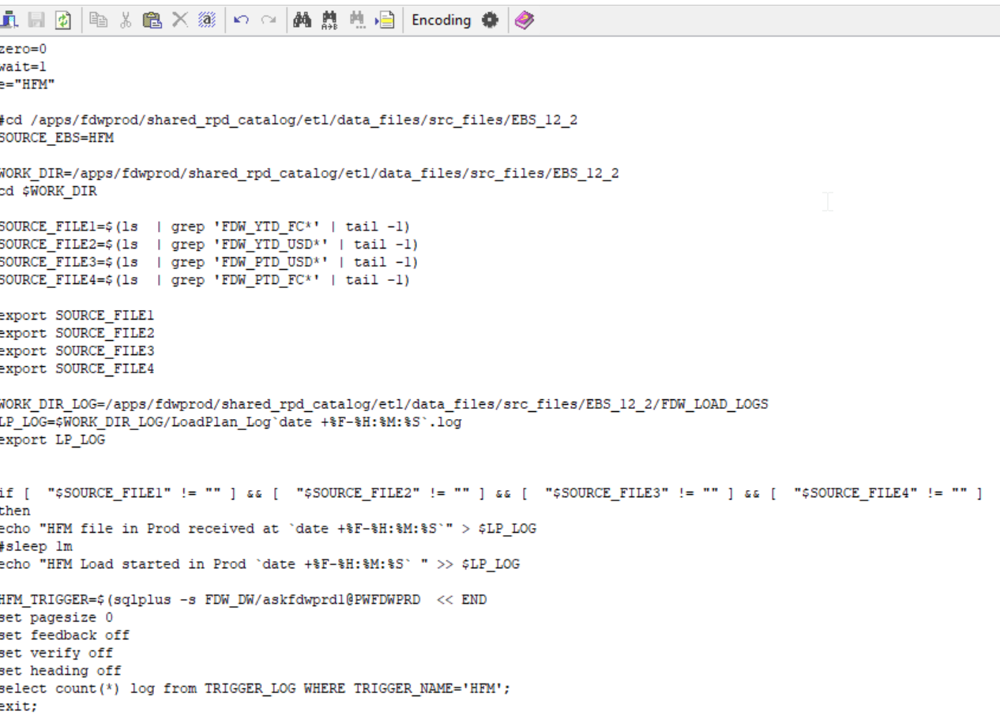 Encoding
zero=0
wait=1
e="HFM"
#cd /apps/fdwprod/shared_rpd_catalog/etl/data_files/src_files/EBS_12_2
SOURCE_EBS=HFM
WORK_DIR=/apps/fdwprod/shared_rpd_catalog/etl/data_files/src_files/EBS_12_2
cd $WORK_DIR
SOURCE_FILE1=$(ls  | grep 'FDW_YTD_FC*' | tail -1)
SOURCE_FILE2=$(ls  | grep 'FDW_YTD_USD*' | tail -1)
SOURCE_FILE3=$(ls  | grep 'FDW_PTD_USD*' | tail -1)
SOURCE_FILE4=$(ls  | grep 'FDW_PTD_FC*' | tail -1)
export SOURCE_FILE1
export SOURCE_FILE2
export SOURCE_FILE3
export SOURCE_FILE4
WORK_DIR_LOG=/apps/fdwprod/shared_rpd_catalog/etl/data_files/src_files/EBS_12_2/FDW_LOAD_LOGS
LP_LOG=$WORK_DIR_LOG/LoadPlan_Log`date +%F-%H:%M:%S`.log
export LP_LOG
if [  "$SOURCE_FILE1" != "" ] && [  "$SOURCE_FILE2" != "" ] && [  "$SOURCE_FILE3" != "" ] && [  "$SOURCE_FILE4" != "" ]
then
echo "HFM file in Prod received at `date +%F-%H:%M:%S`" > $LP_LOG
#sleep 1m
echo "HFM Load started in Prod `date +%F-%H:%M:%S` " >> $LP_LOG
HFM_TRIGGER=$(sqlplus -s FDW_DW/askfdwprd1@PWFDWPRD  << END
set pagesize 0
set feedback off
set verify off
set heading off
select count(*) log from TRIGGER_LOG WHERE TRIGGER_NAME='HFM';
exit;